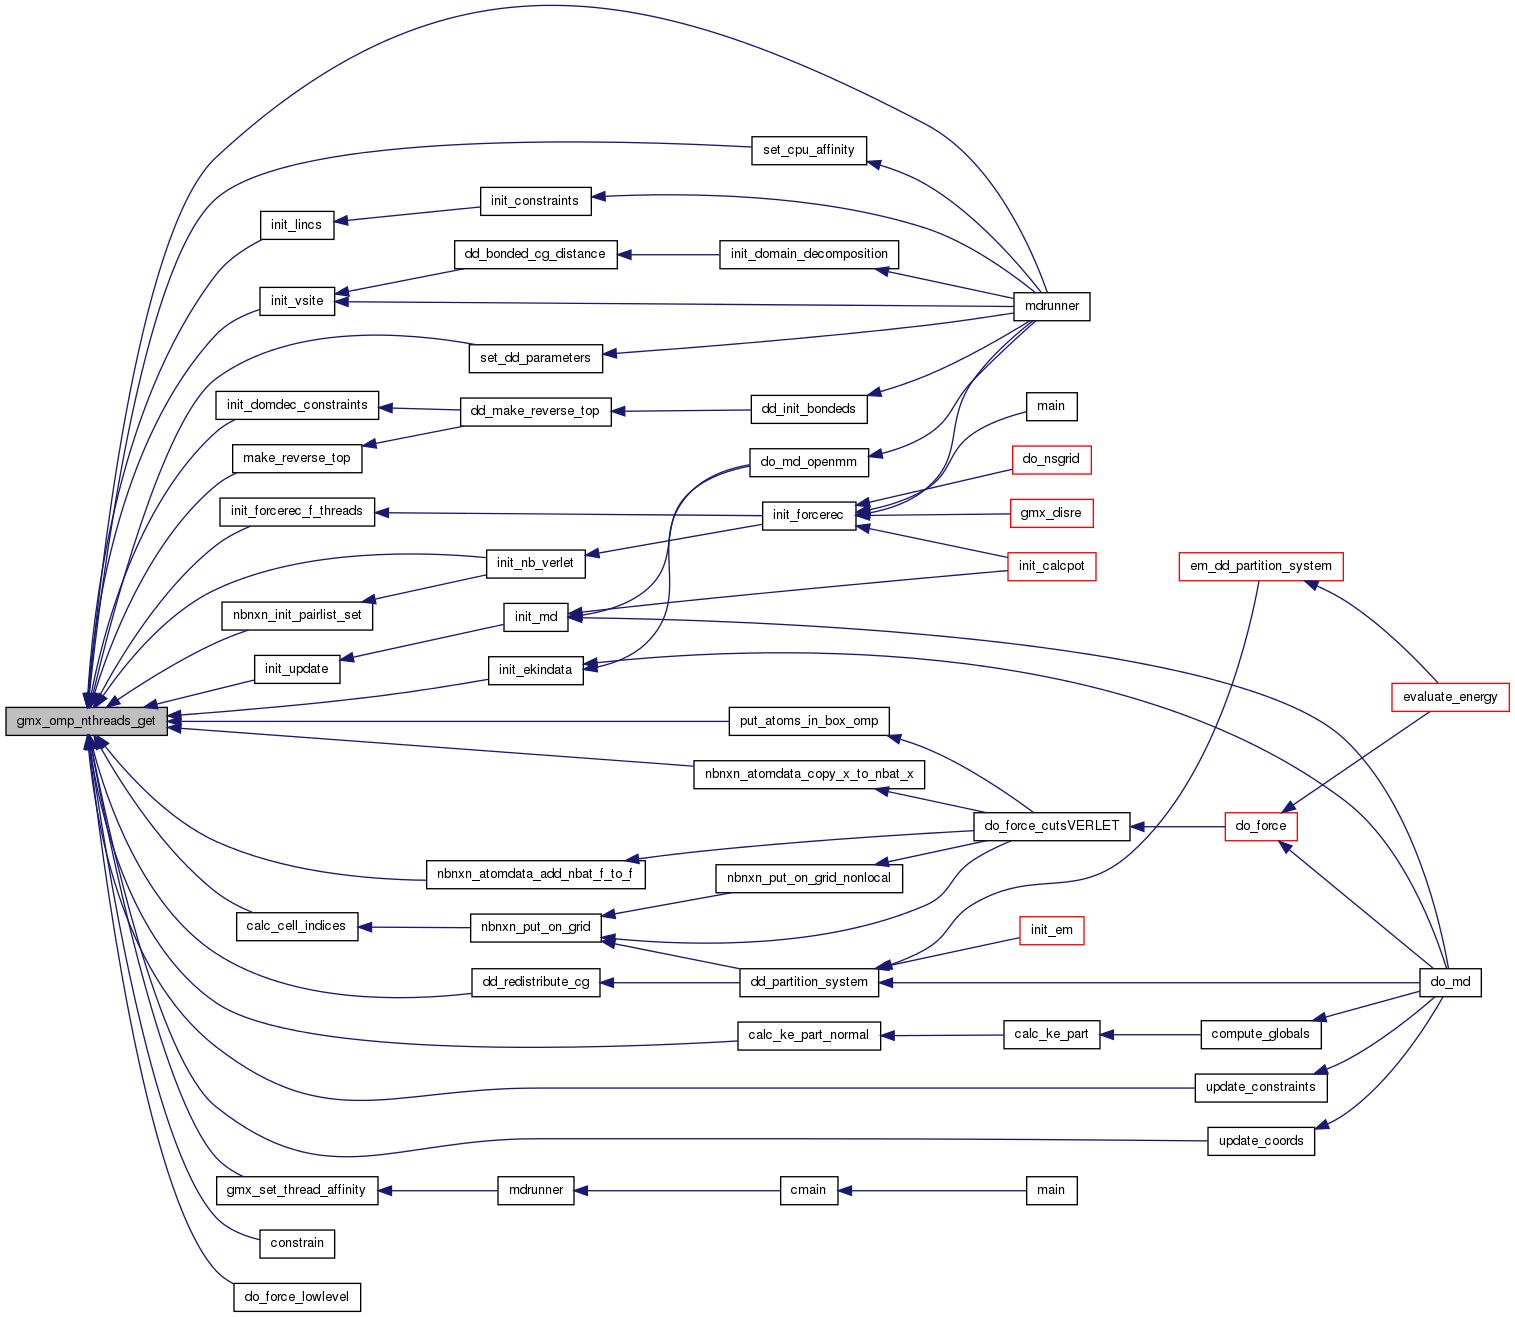 set_cpu_affinity
init_constraints
init_lincs
dd_bonded_cg_distance
init_domain_decomposition
init_vsite
mdrunner
set_dd_parameters
init_domdec_constraints
dd_make_reverse_top
dd_init_bondeds
main
make_reverse_top
do_md_openmm
do_nsgrid
init_forcerec_f_threads
init_forcerec
gmx_disre
init_nb_verlet
init_calcpot
em_dd_partition_system
nbnxn_init_pairlist_set
init_md
init_update
init_ekindata
evaluate_energy
gmx_omp_nthreads_get
put_atoms_in_box_omp
nbnxn_atomdata_copy_x_to_nbat_x
do_force_cutsVERLET
do_force
nbnxn_atomdata_add_nbat_f_to_f
nbnxn_put_on_grid_nonlocal
calc_cell_indices
nbnxn_put_on_grid
init_em
dd_redistribute_cg
dd_partition_system
do_md
calc_ke_part_normal
calc_ke_part
compute_globals
update_constraints
update_coords
gmx_set_thread_affinity
mdrunner
cmain
main
constrain
do_force_lowlevel